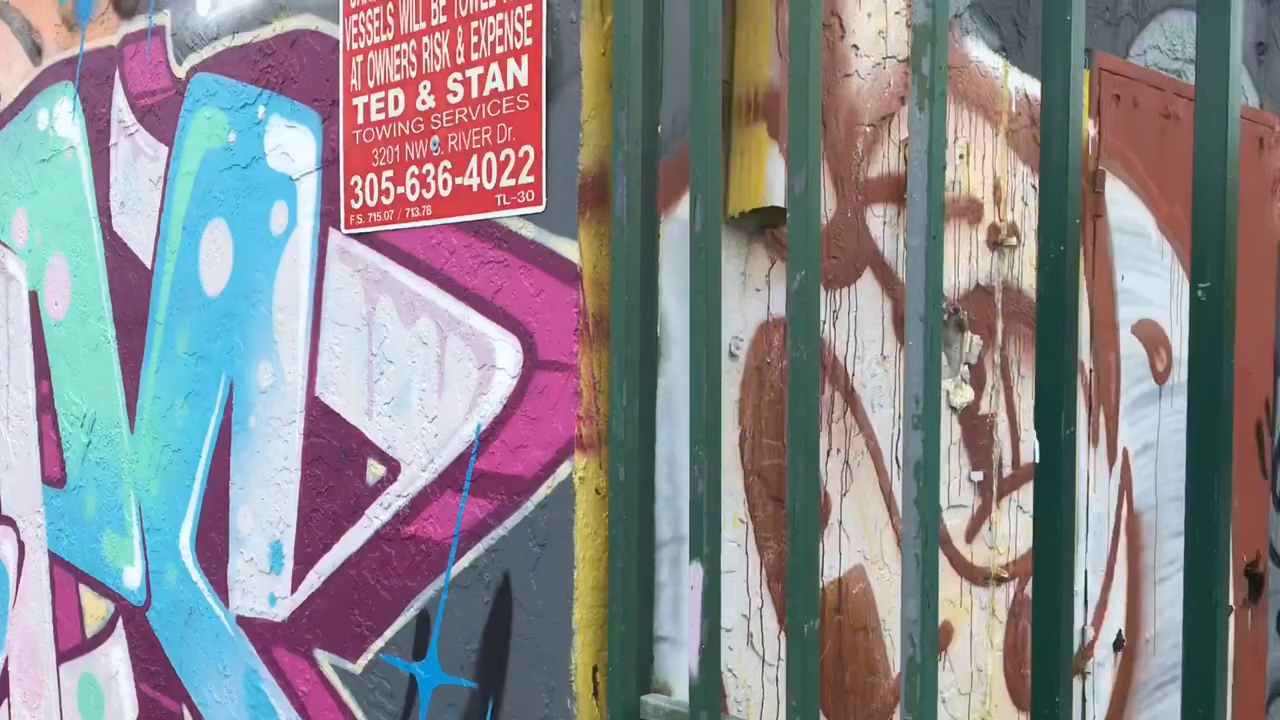 VESSELS WILL BE TOWED
AT OWNERS RISK & EXPENSE
TED & STAN
TOWING SERVICES
3201 NW S. RIVER Dr.
305-636-4022
TL-30
F.S. 715.07 / 713.78